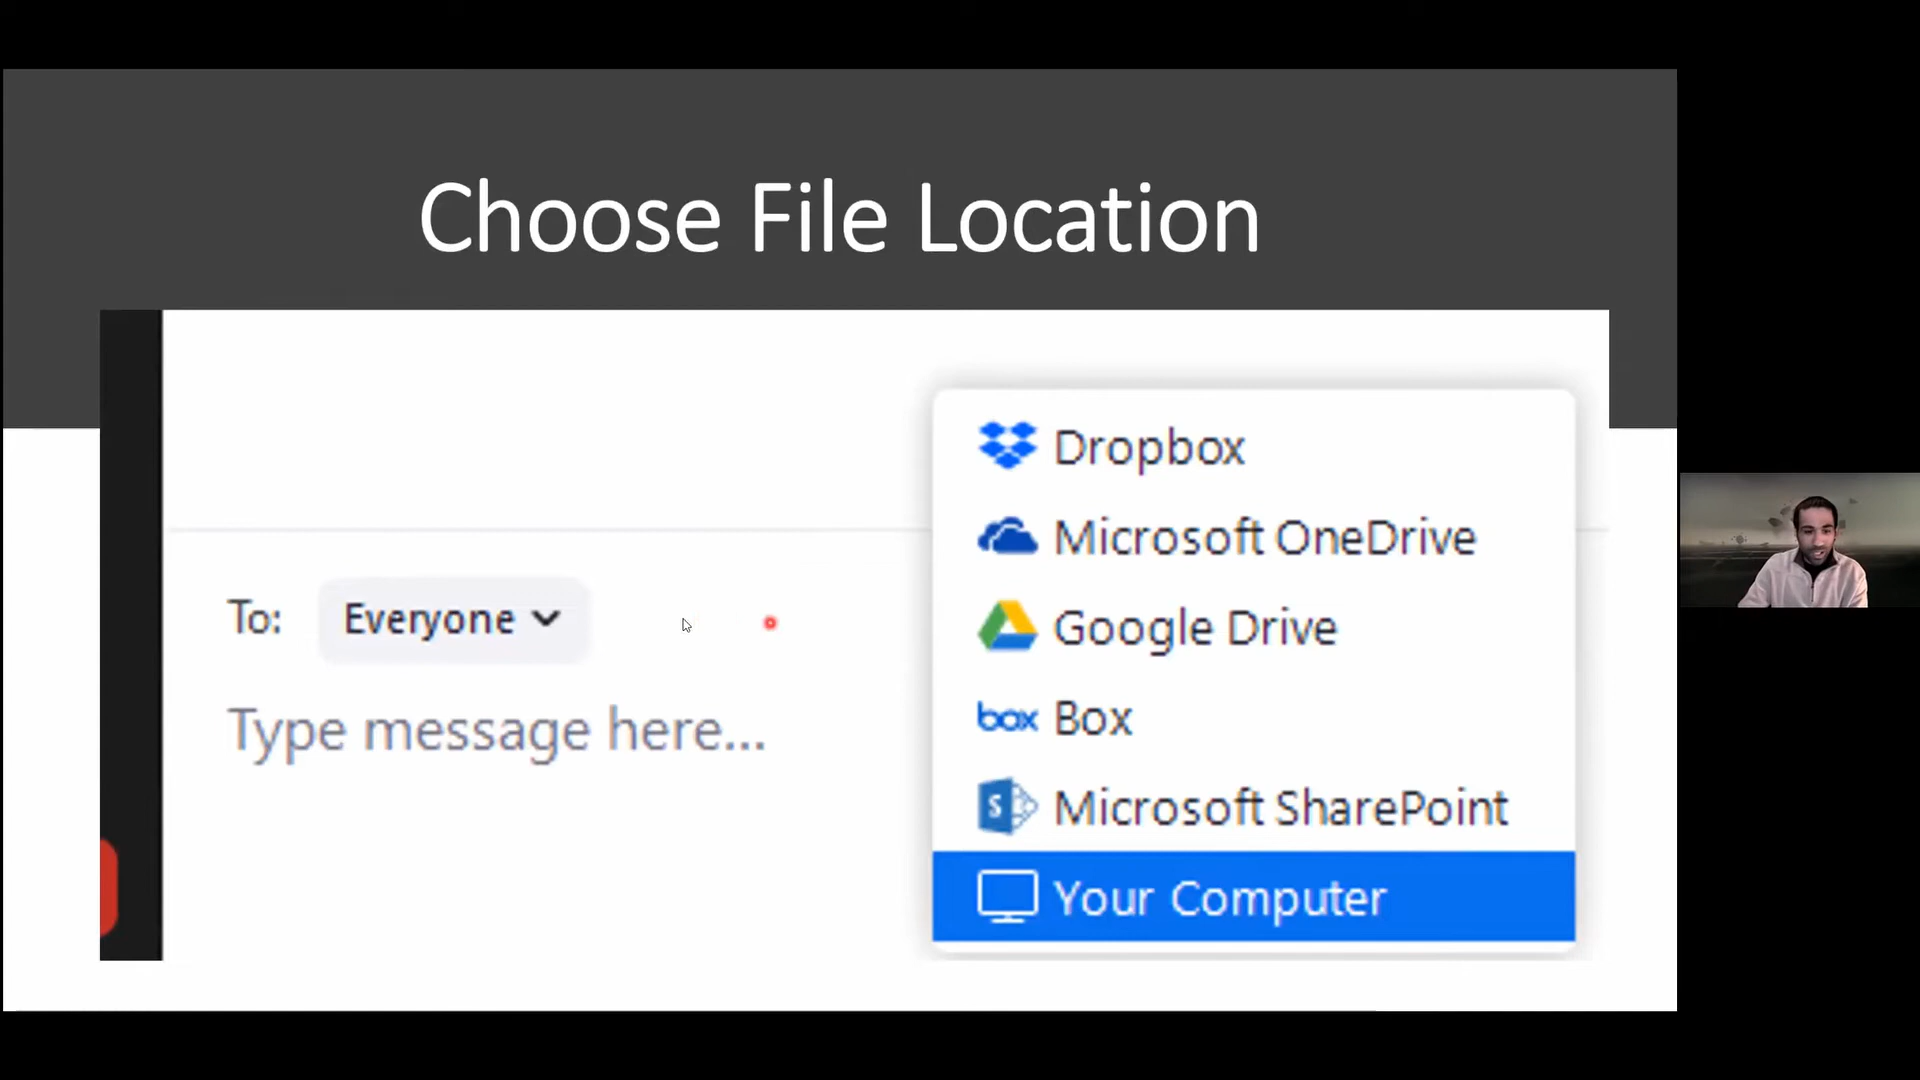 Choose File Location
Dropbox
Microsoft OneDrive
To: Everyone
Google Drive
Type message here...
box Box
S Microsoft SharePoint
Your Computer